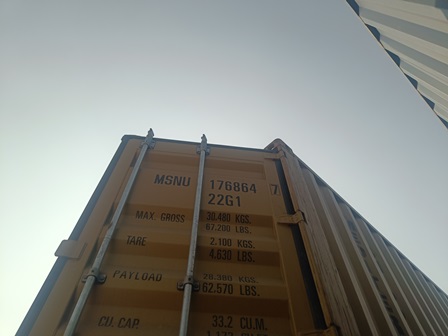 MSNU 176864 7
22G1
MAX. GROSS 30.480 KGS.
67.200 LBS.
TARE 2.100 KGS.
4.630 LBS.
PAYLOAD 28.380 KGS.
62.570 LBS.
CU. CAP. 33.2 CU.M.